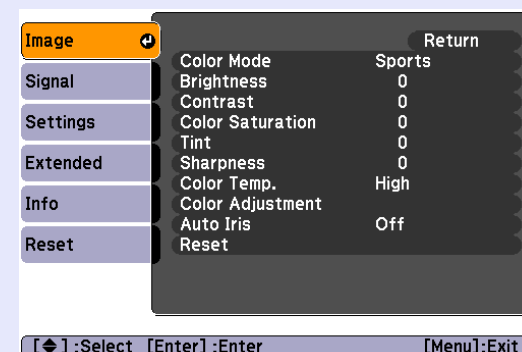 Image
Signal
Settings
Extended
Info
Reset
Return
Color Mode Sports
Brightness 0
Contrast 0
Color Saturation 0
Tint 0
Sharpness 0
Color Temp. High
Color Adjustment
Auto Iris Off
Reset
[ ] :Select [Enter] :Enter [Menu]:Exit